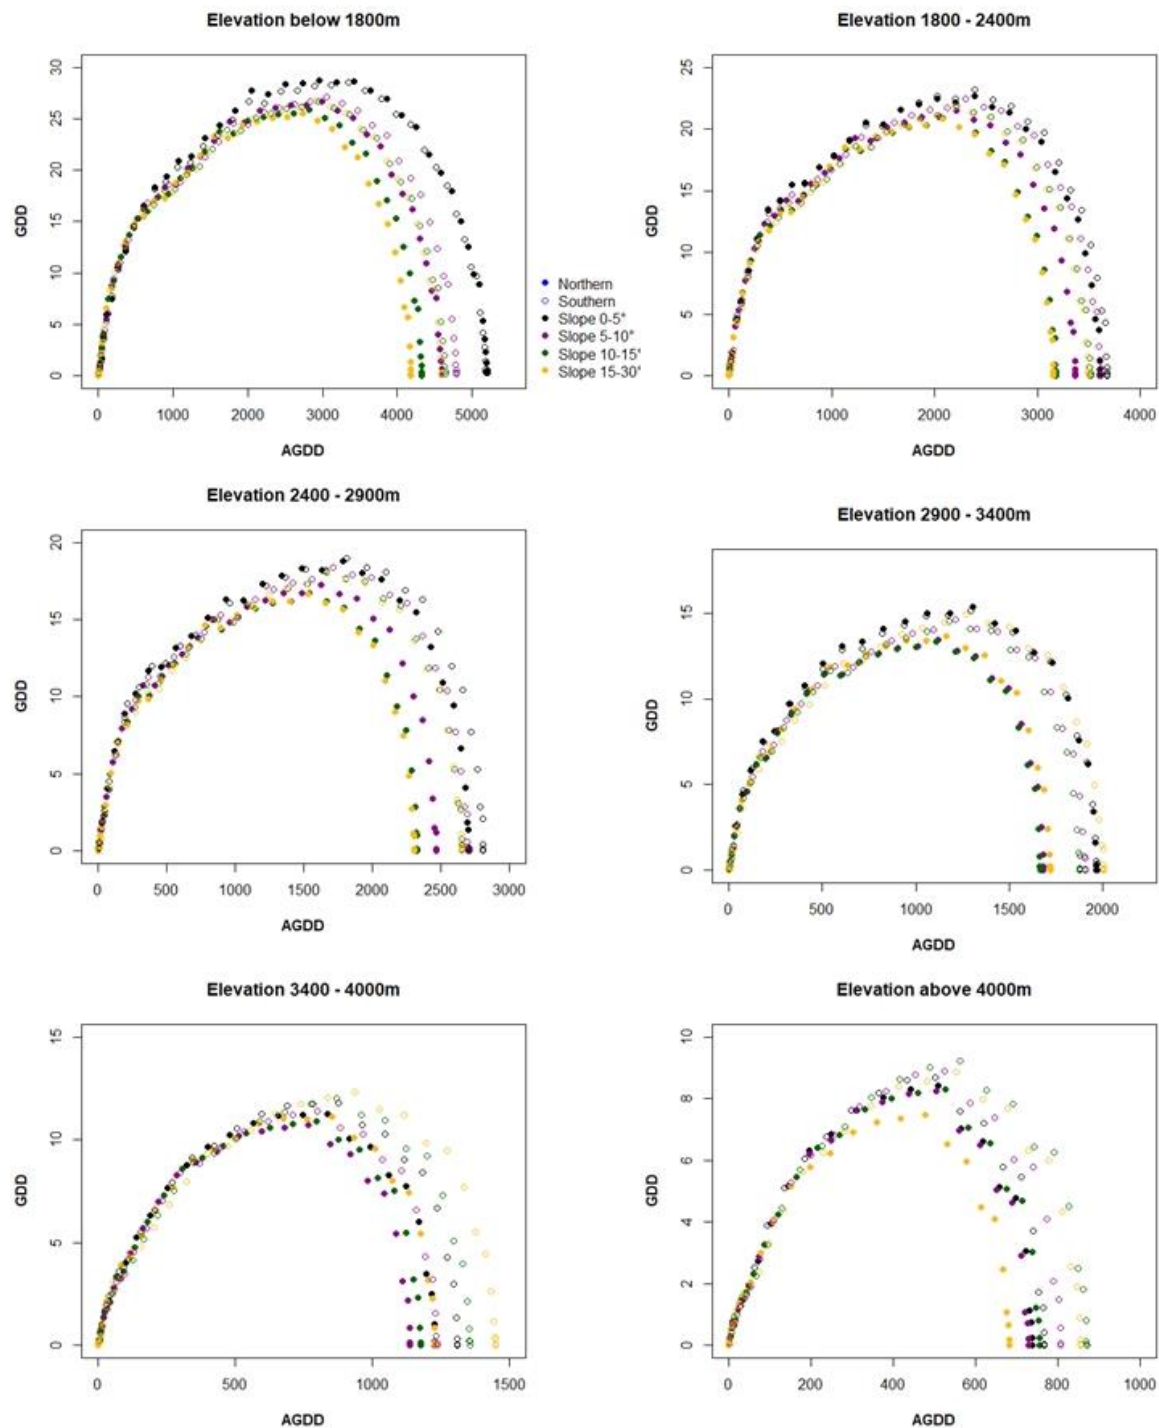 Elevation below 1800m
30
25
20
15
10
5
0
GDD
0 1000 2000 3000 4000 5000
AGDD
Northern
Southern
Slope 0-5°
Slope 5-10°
Slope 10-15°
Slope 15-30°
Elevation 1800 - 2400m
25
20
15
10
5
0
GDD
0 1000 2000 3000 4000
AGDD
Elevation 2400 - 2900m
20
15
10
5
0
GDD
0 500 1000 1500 2000 2500 3000
AGDD
Elevation 2900 - 3400m
15
10
5
0
GDD
0 500 1000 1500 2000
AGDD
Elevation 3400 - 4000m
15
10
5
0
GDD
0 500 1000 1500
AGDD
Elevation above 4000m
10
8
6
4
2
0
GDD
0 200 400 600 800 1000
AGDD